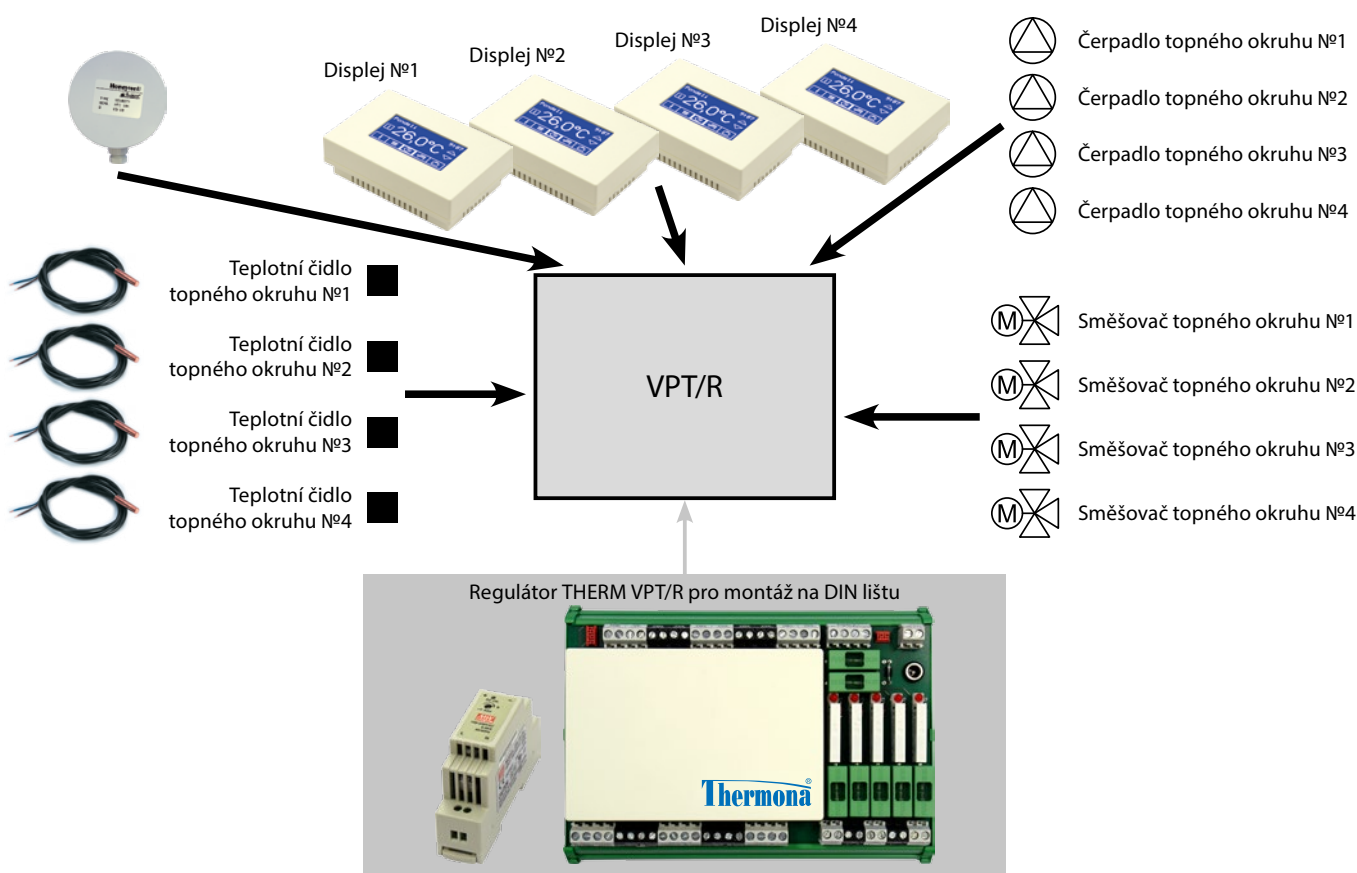 Displej №1
Displej №2
Displej №3
Displej №4
Čerpadlo topného okruhu №1
Čerpadlo topného okruhu №2
Čerpadlo topného okruhu №3
Čerpadlo topného okruhu №4
Honeywell
26.0°C
26.0°C
26.0°C
26.0°C
Teplotní čidlo
topného okruhu №1
Teplotní čidlo
topného okruhu №2
Teplotní čidlo
topného okruhu №3
Teplotní čidlo
topného okruhu №4
VPT/R
M
Směšovač topného okruhu №1
M
Směšovač topného okruhu №2
M
Směšovač topného okruhu №3
M
Směšovač topného okruhu №4
Regulátor THERM VPT/R pro montáž na DIN lištu
Thermona®